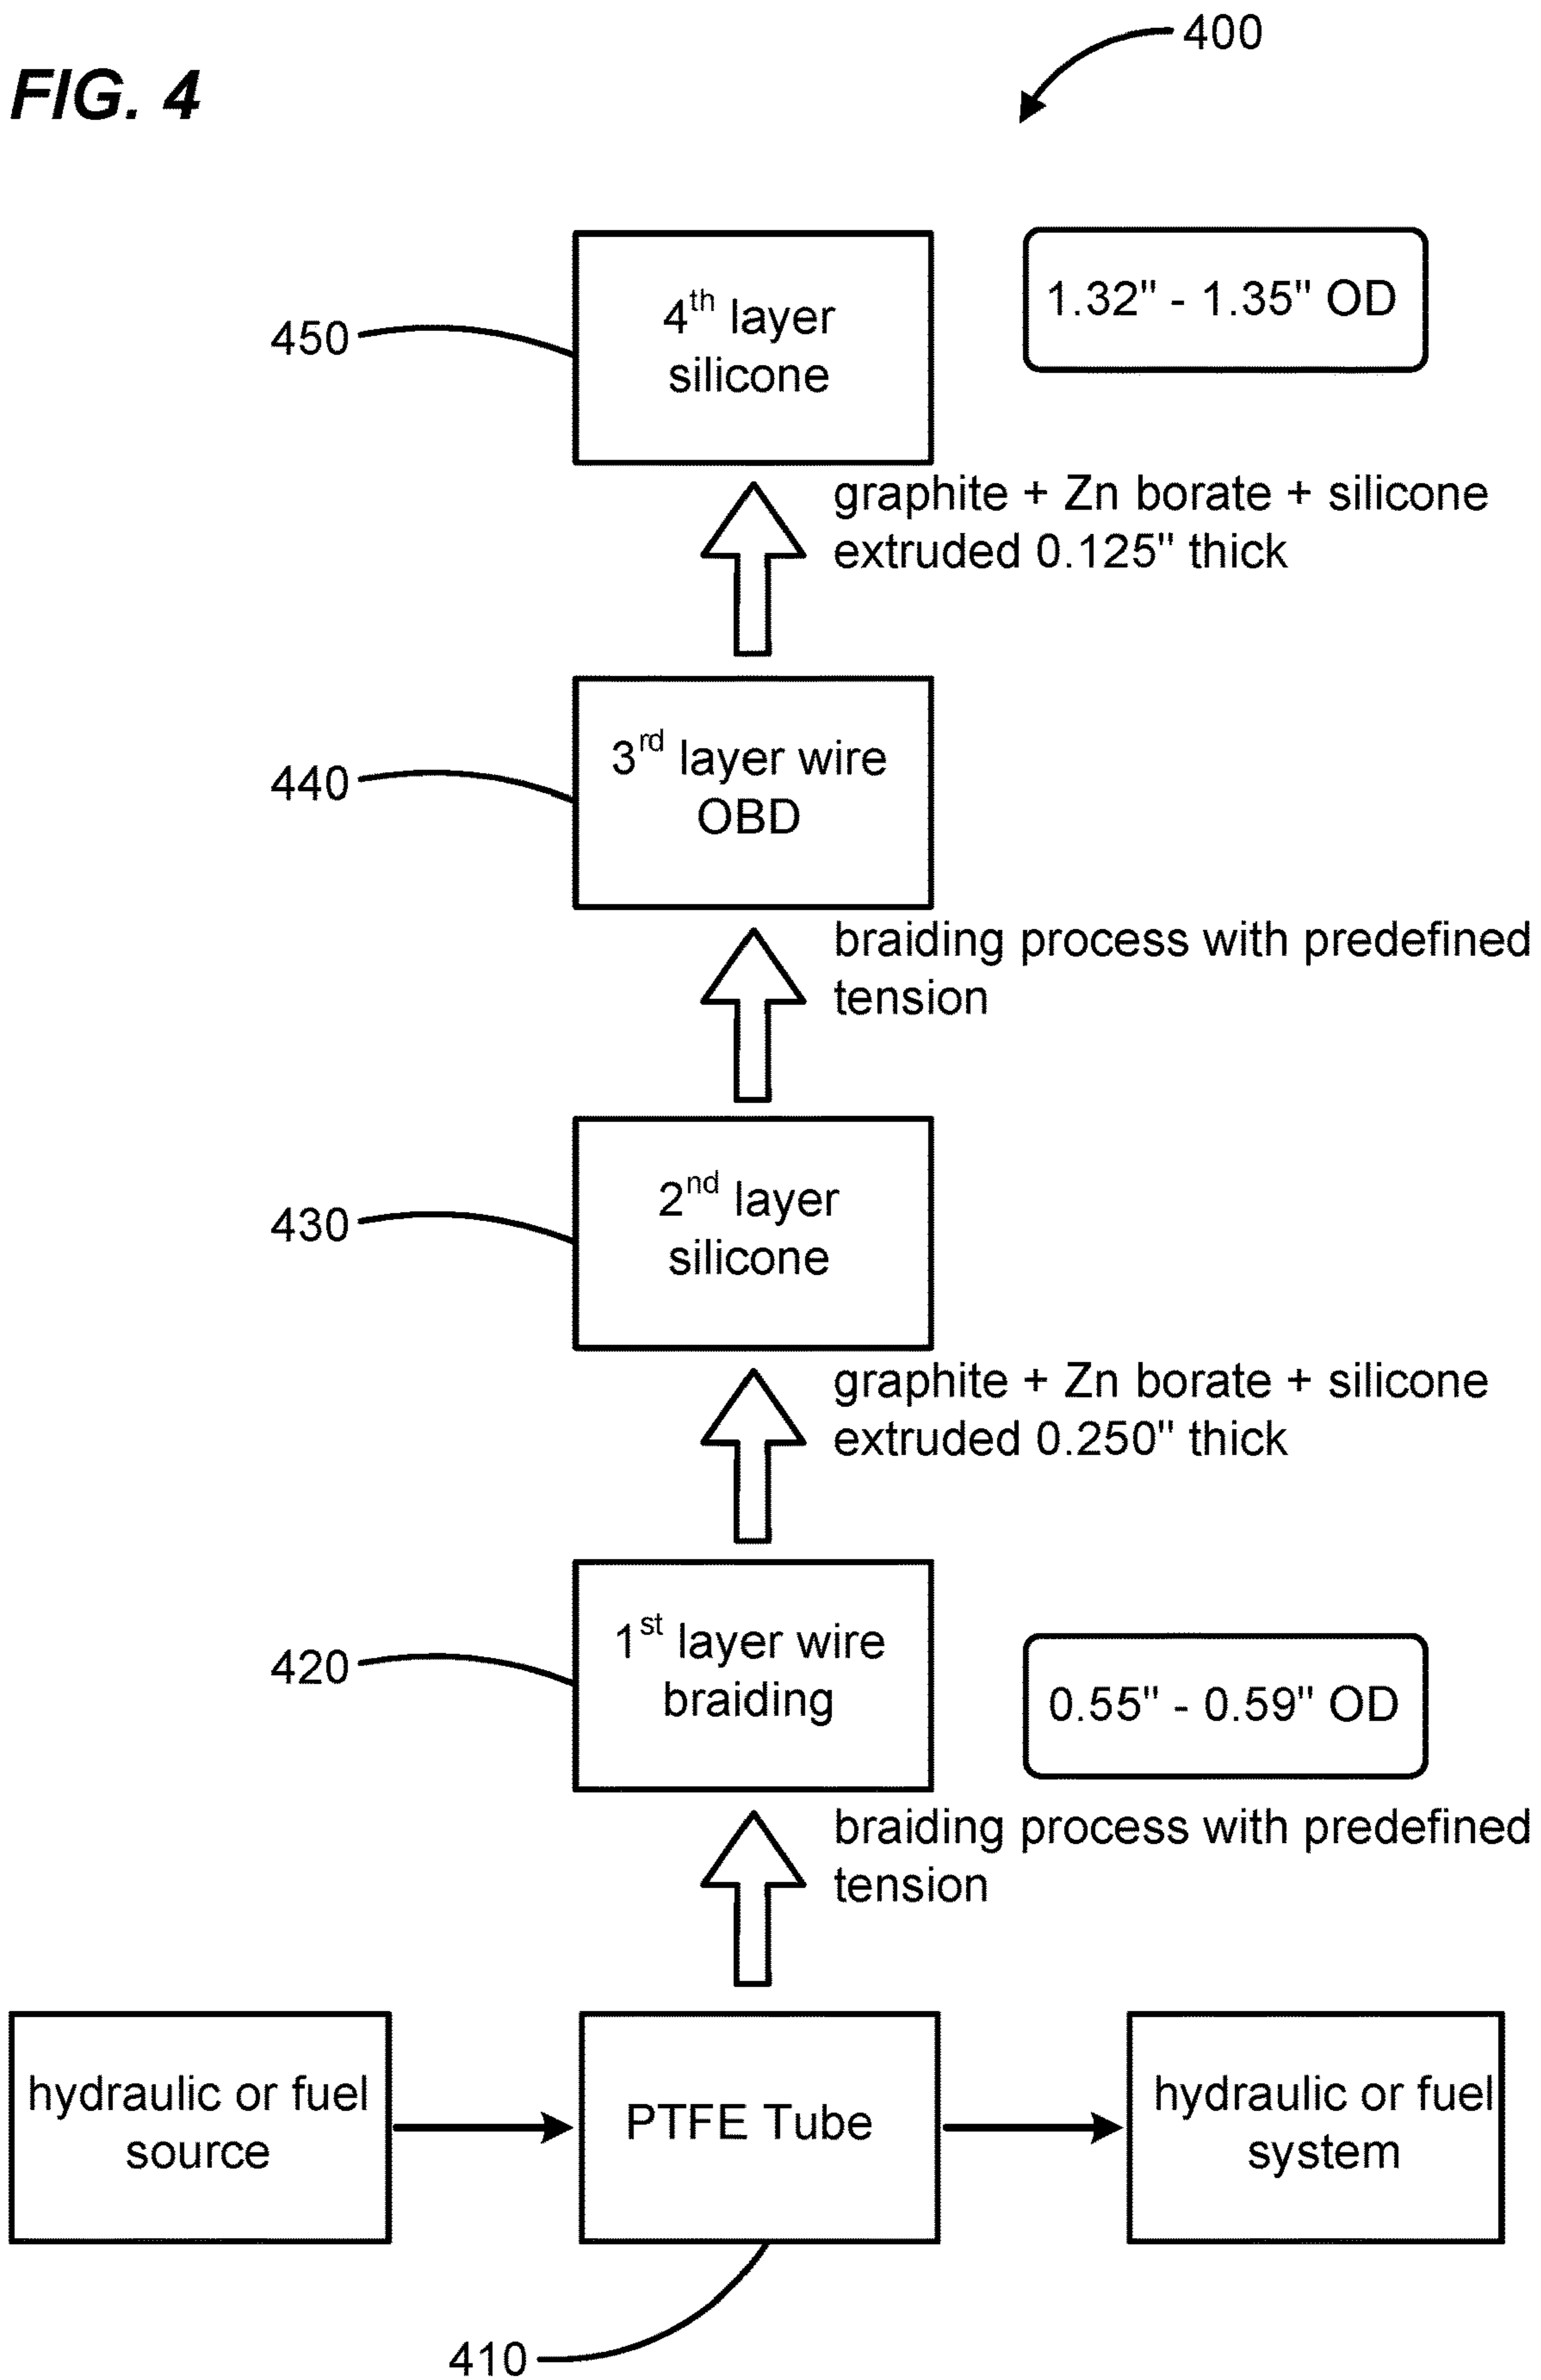 FIG. 4
400
450
4th layer
silicone
1.32" - 1.35" OD
graphite + Zn borate + silicone
extruded 0.125" thick
440
3rd layer wire
OBD
braiding process with predefined
tension
430
2nd layer
silicone
graphite + Zn borate + silicone
extruded 0.250" thick
420
1st layer wire
braiding
0.55" - 0.59" OD
braiding process with predefined
tension
hydraulic or fuel
source
PTFE Tube
hydraulic or fuel
system
410